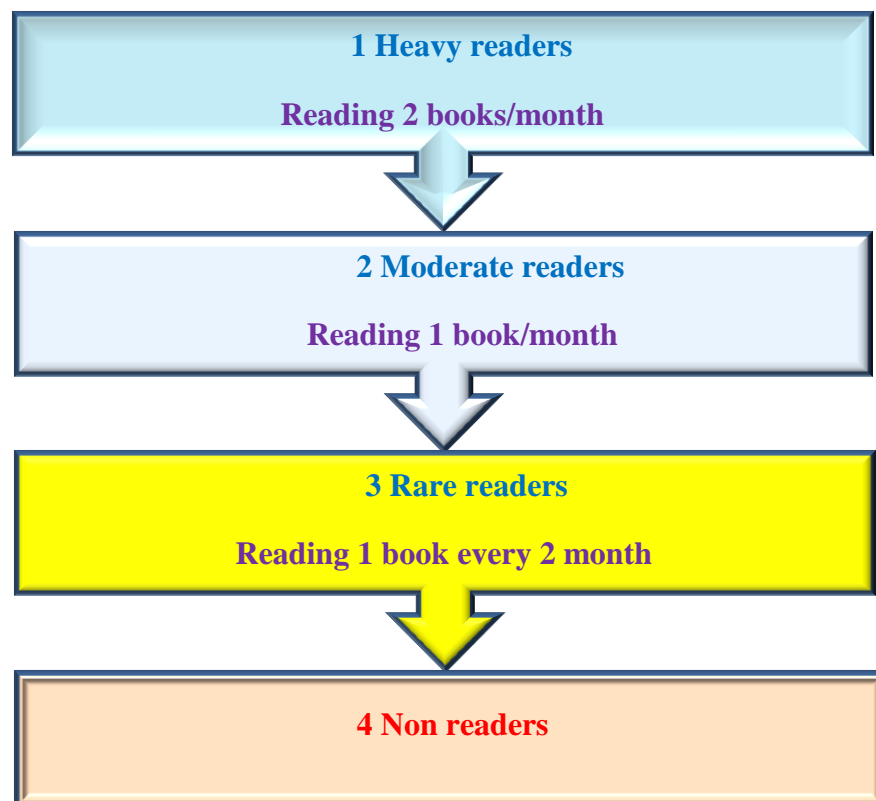 1 Heavy readers
Reading 2 books/month
2 Moderate readers
Reading 1 book/month
3 Rare readers
Reading 1 book every 2 month
4 Non readers